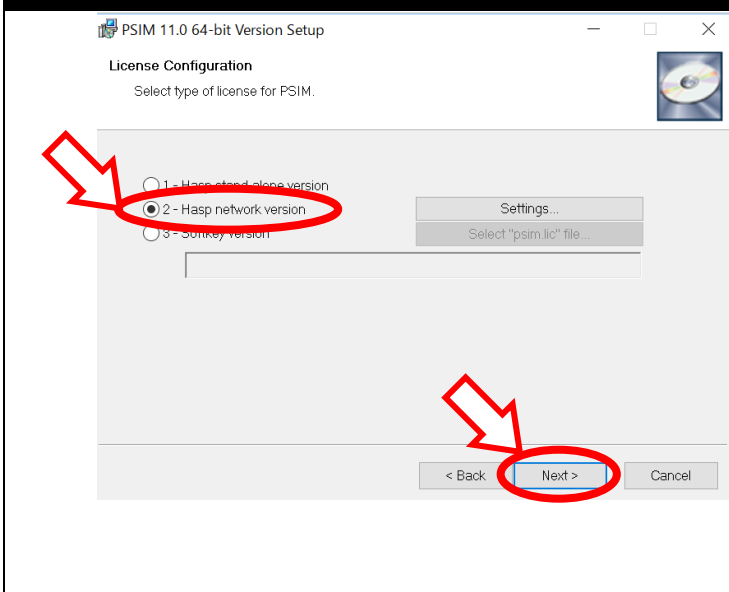 PSIM 11.0 64-bit Version Setup
License Configuration
Select type of license for PSIM.
1 - Hasp stand-alone version
2 - Hasp network version
Settings...
3 - Softkey version
Select "psim.lic" file...
< Back
Next >
Cancel